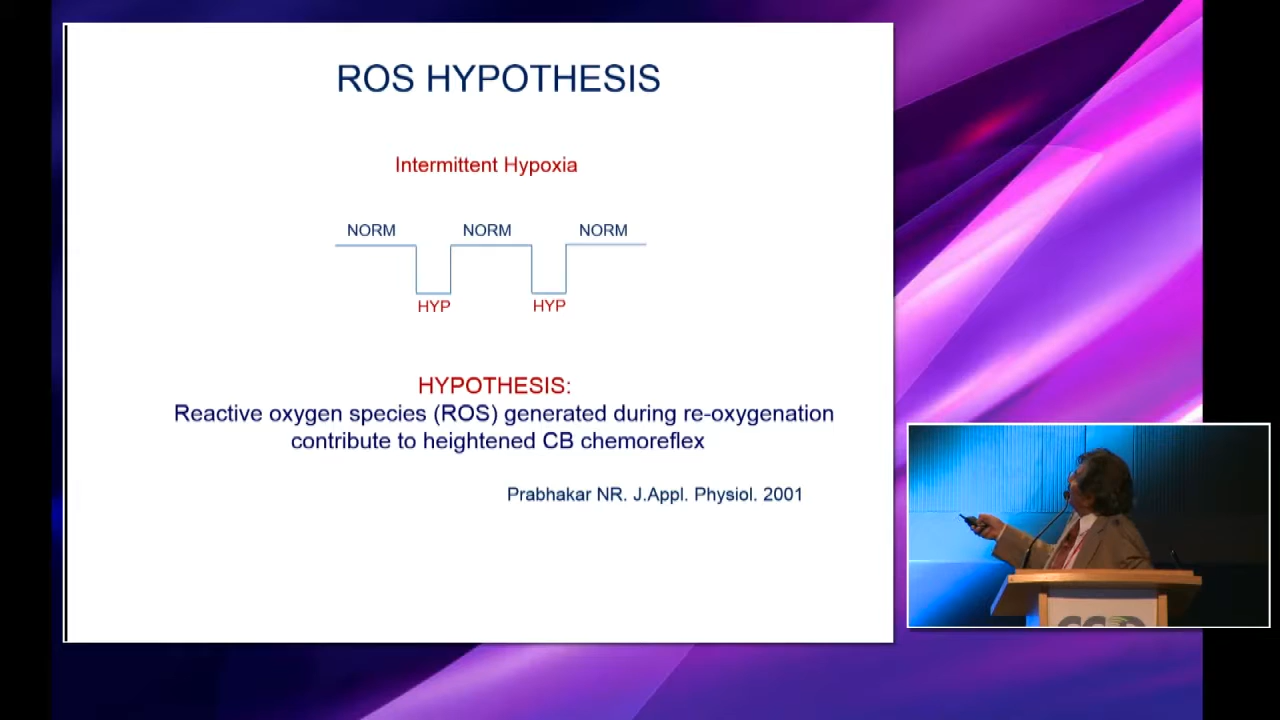 ROS HYPOTHESIS
Intermittent Hypoxia
NORM NORM NORM
HYP HYP
HYPOTHESIS:
Reactive oxygen species (ROS) generated during re-oxygenation
contribute to heightened CB chemoreflex
Prabhakar NR. J.Appl. Physiol. 2001